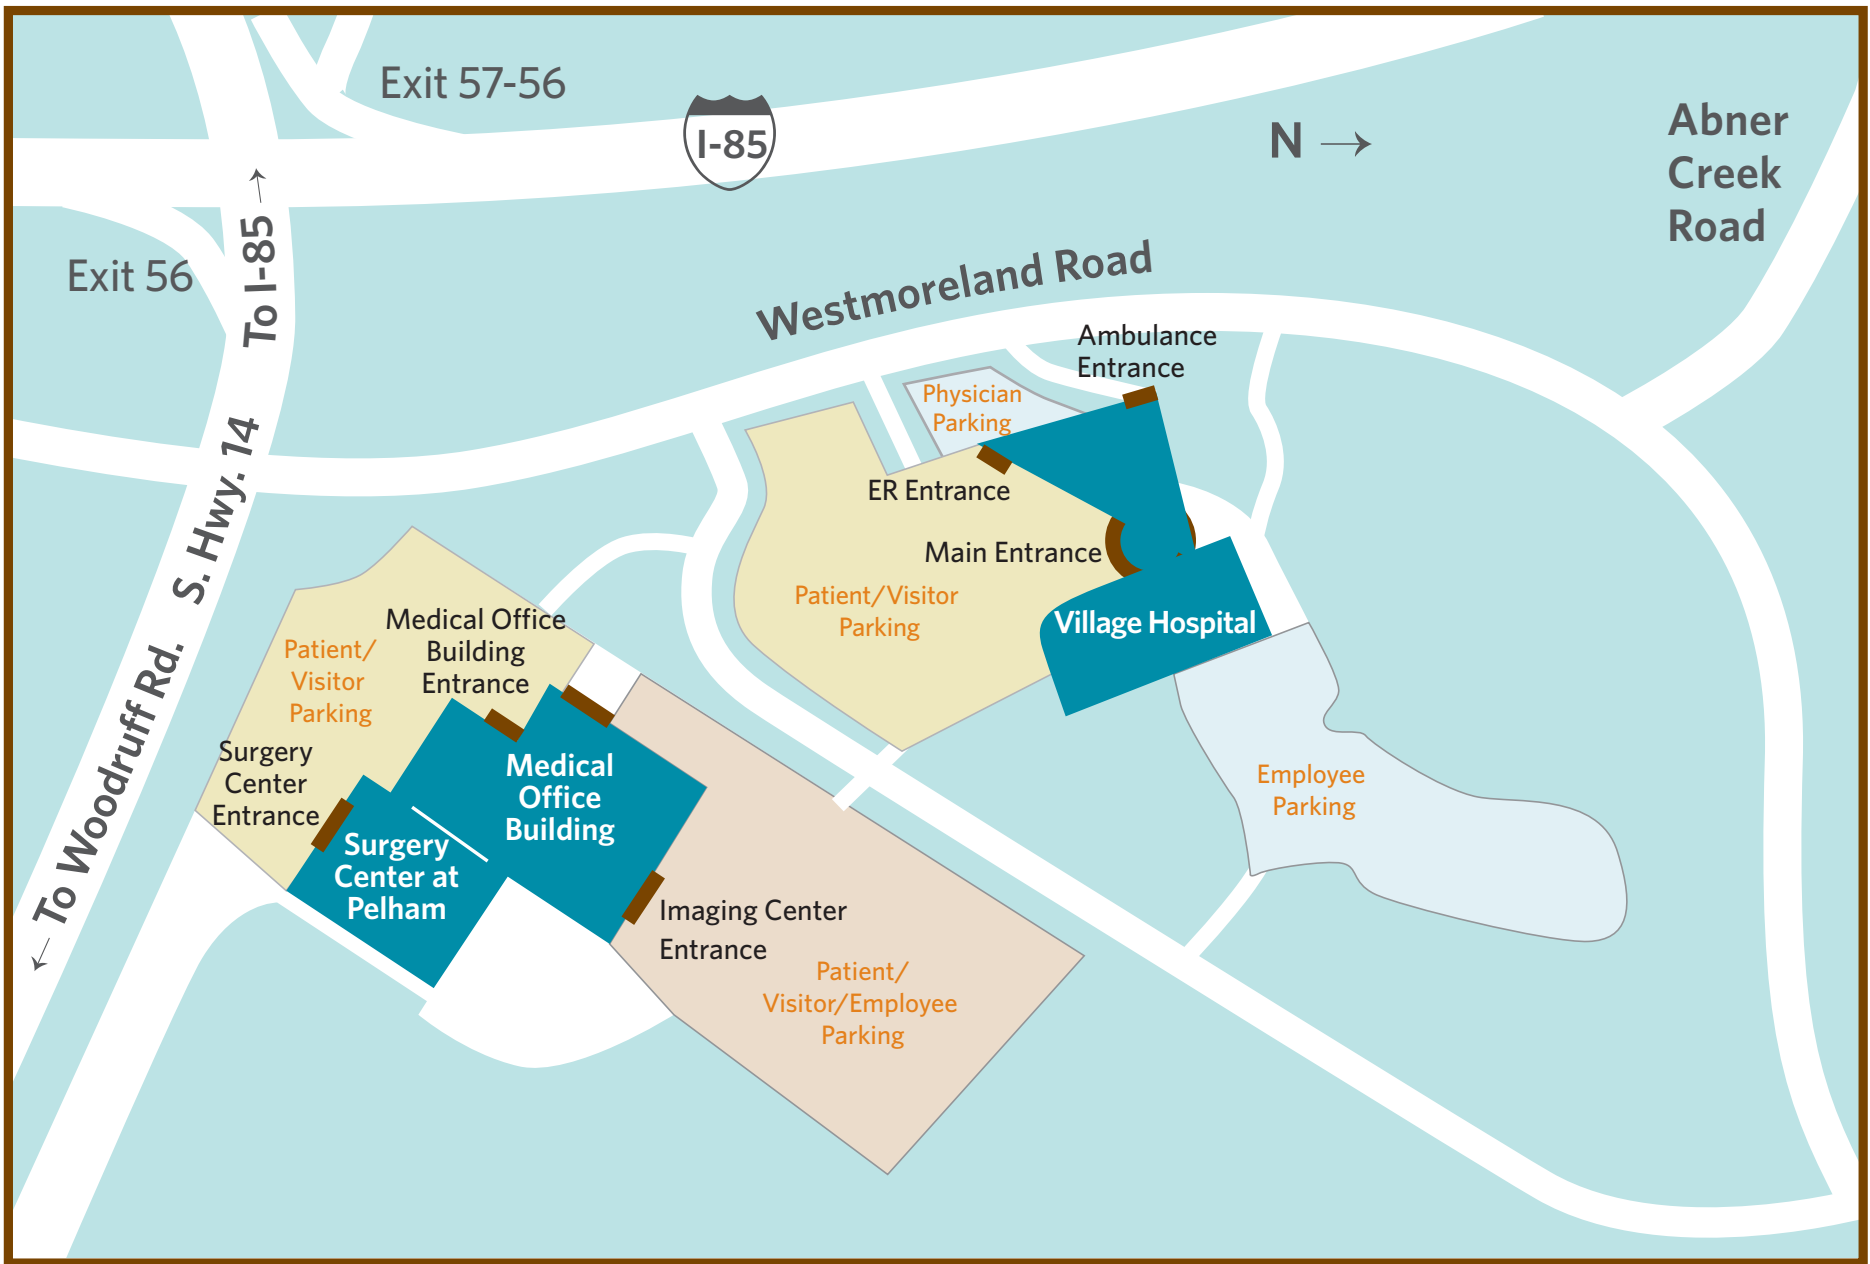 Exit 57-56
I-85
N
Abner
Creek
Road
Exit 56
To I-85
Westmoreland Road
Ambulance
Entrance
Physician
Parking
S. Hwy. 14
ER Entrance
Main Entrance
Patient/Visitor
Parking
Village Hospital
Medical Office
Building
Entrance
Patient/
Visitor
Parking
To Woodruff Rd.
Surgery
Center
Entrance
Medical
Office
Building
Employee
Parking
Surgery
Center at
Pelham
Imaging Center
Entrance
Patient/
Visitor/Employee
Parking